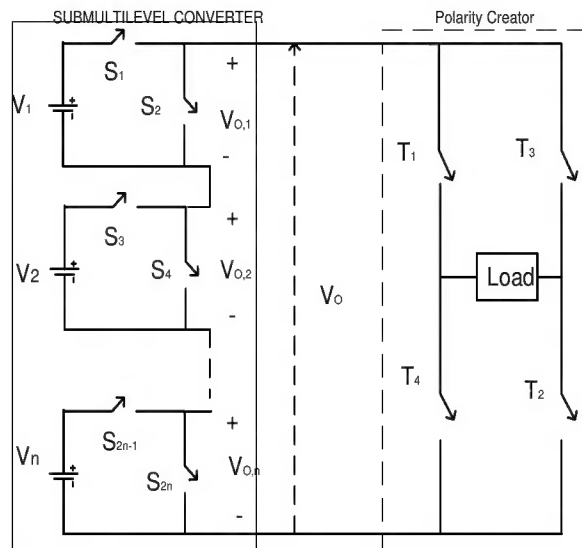 SUBMULTILEVEL CONVERTER
Polarity Creator
S1
+
V1
+
-
S2
VO,1
T1
T3
-
S3
+
V2
+
-
S4
VO,2
VO
Load
-
T4
T2
Vn
+
-
S2n-1
+
S2n
VO,n
-